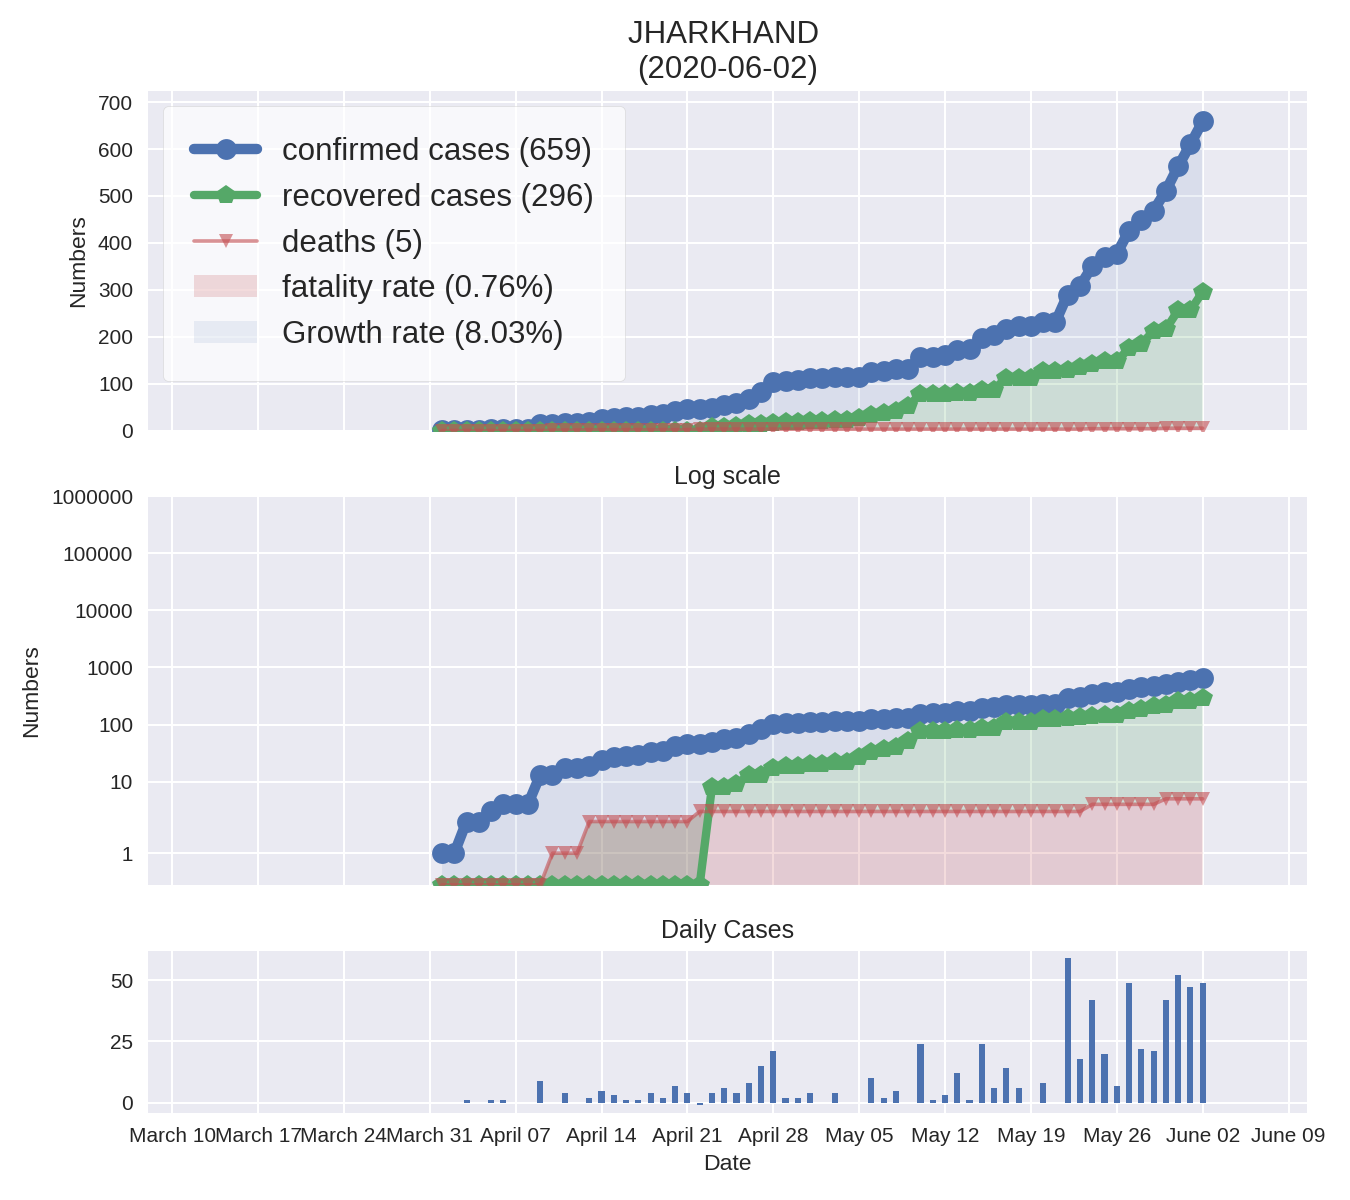 JHARKHAND
(2020-06-02)
700
600
500
400
300
200
100
0
Numbers
confirmed cases (659)
recovered cases (296)
deaths (5)
fatality rate (0.76%)
Growth rate (8.03%)
Log scale
1000000
100000
10000
1000
100
10
1
Numbers
Daily Cases
50
25
0
March 10 March 17 March 24 March 31 April 07 April 14 April 21 April 28 May 05 May 12 May 19 May 26 June 02 June 09
Date